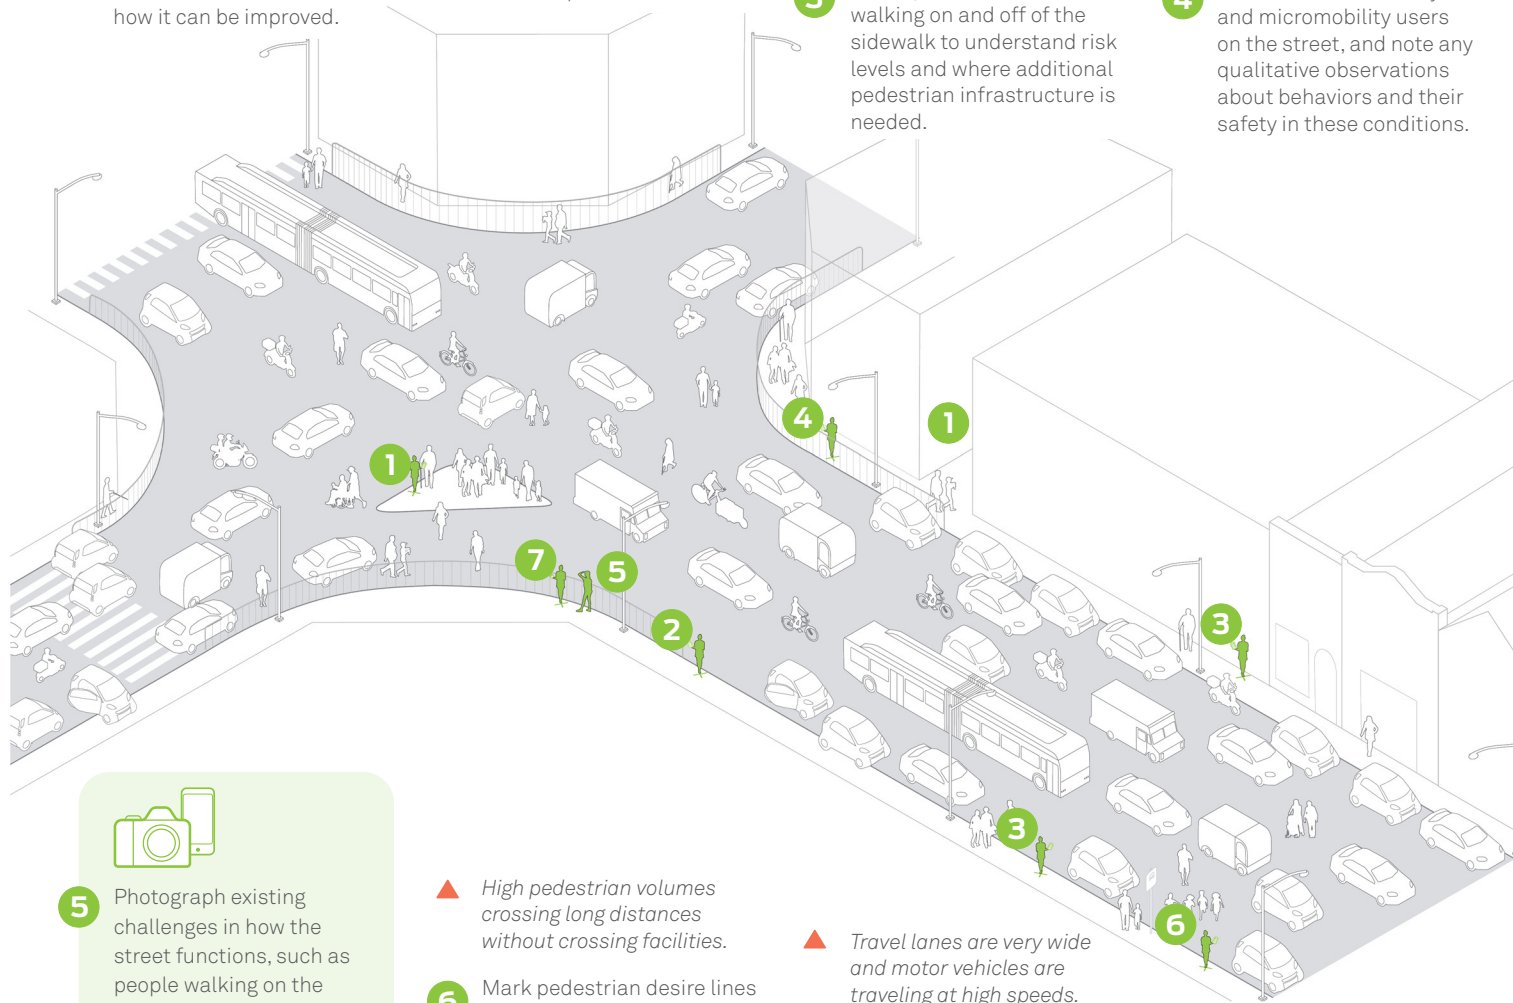 how it can be improved.
3
walking on and off of the
sidewalk to understand risk
levels and where additional
pedestrian infrastructure is
needed.
4
and micromobility users
on the street, and note any
qualitative observations
about behaviors and their
safety in these conditions.
4
1
1
7
5
2
3
3
6
5
Photograph existing
challenges in how the
street functions, such as
people walking on the
High pedestrian volumes
crossing long distances
without crossing facilities.
6
Mark pedestrian desire lines
Travel lanes are very wide
and motor vehicles are
traveling at high speeds.